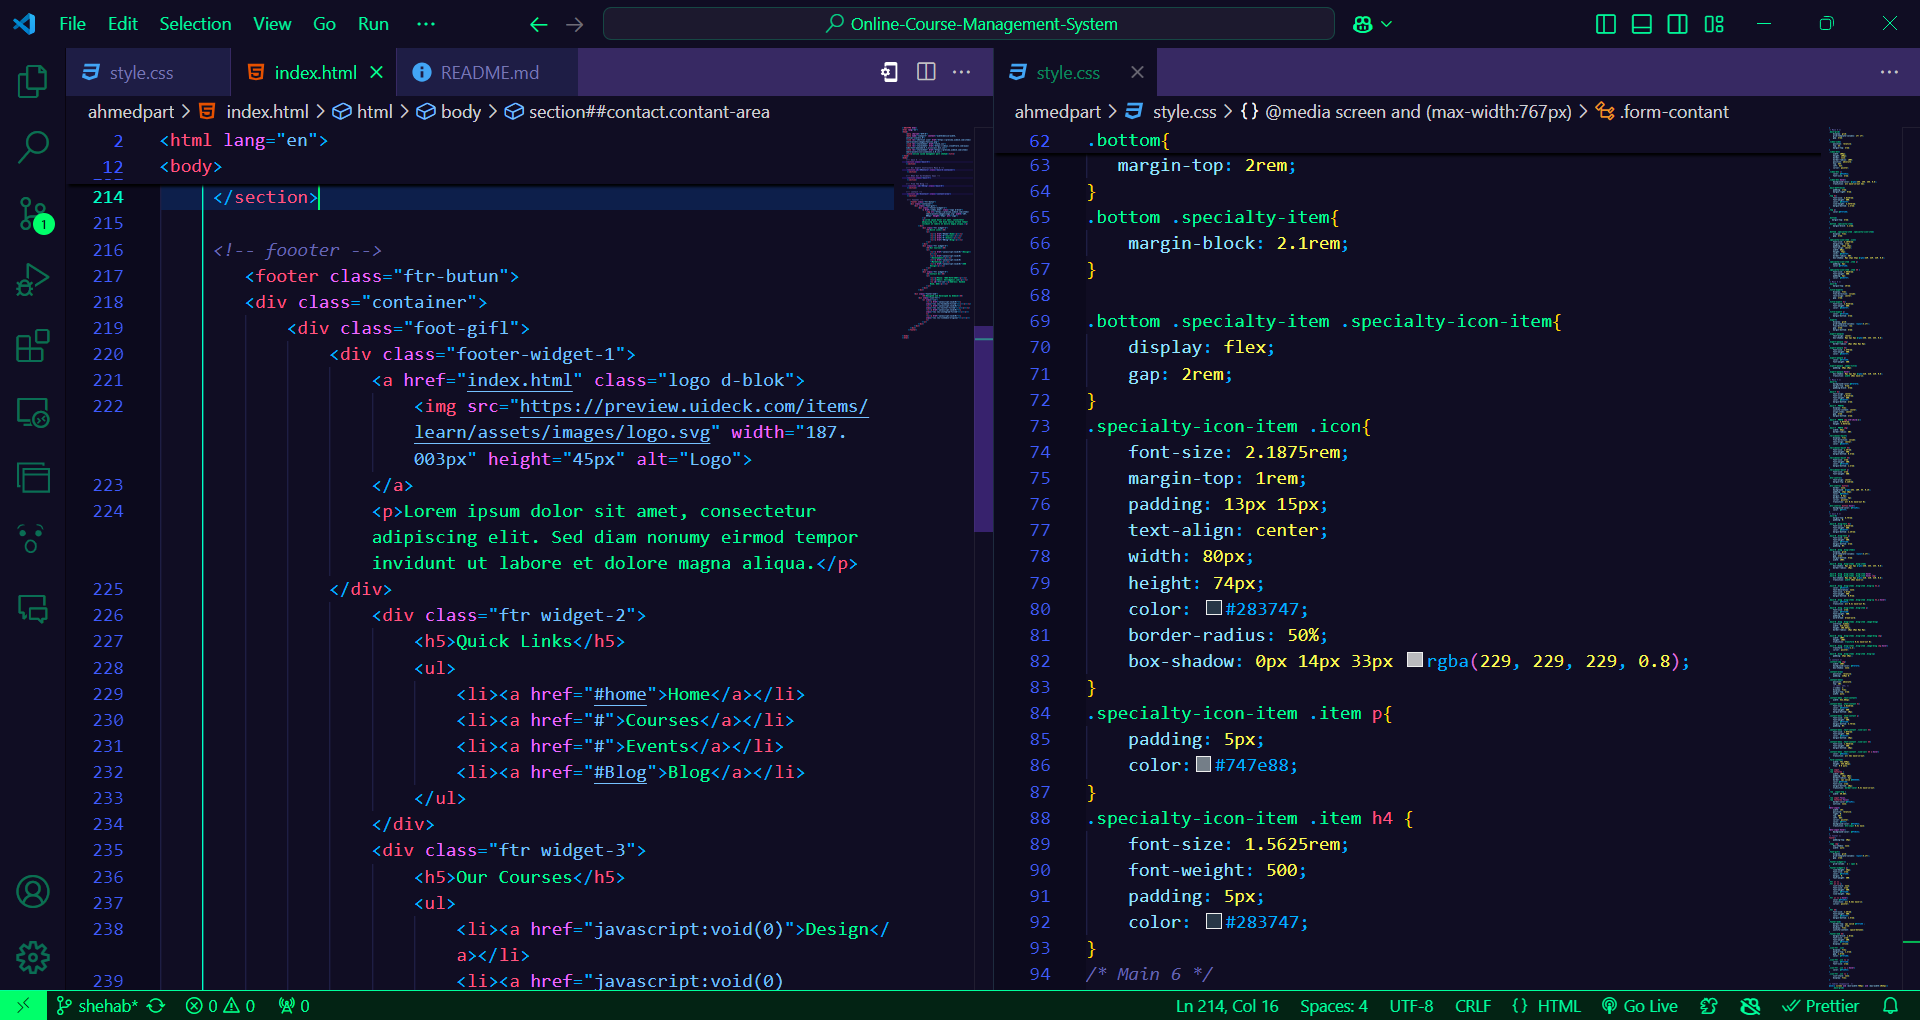 File Edit Selection View Go Run ···
Online-Course-Management-System
style.css
index.html
README.md
ahmedpart > index.html > html > body > section##contact.contant-area
2 <html lang="en">
12 <body>
214 </section>
215
216 <!-- foooter -->
217 <footer class="ftr-butun">
218 <div class="container">
219 <div class="foot-gifl">
220 <div class="footer-widget-1">
221 <a href="index.html" class="logo d-blok">
222 <img src="https://preview.uideck.com/items/
learn/assets/images/logo.svg" width="187.
003px" height="45px" alt="Logo">
223 </a>
224 <p>Lorem ipsum dolor sit amet, consectetur
adipiscing elit. Sed diam nonumy eirmod tempor
invidunt ut labore et dolore magna aliqua.</p>
225 </div>
226 <div class="ftr widget-2">
227 <h5>Quick Links</h5>
228 <ul>
229 <li><a href="#home">Home</a></li>
230 <li><a href="#">Courses</a></li>
231 <li><a href="#">Events</a></li>
232 <li><a href="#Blog">Blog</a></li>
233 </ul>
234 </div>
235 <div class="ftr widget-3">
236 <h5>Our Courses</h5>
237 <ul>
238 <li><a href="javascript:void(0)">Design</
a></li>
239 <li><a href="javascript:void(0)
style.css
ahmedpart > style.css > {} @media screen and (max-width:767px) > .form-contant
62 .bottom{
63 margin-top: 2rem;
64 }
65 .bottom .specialty-item{
66 margin-block: 2.1rem;
67 }
68
69 .bottom .specialty-item .specialty-icon-item{
70 display: flex;
71 gap: 2rem;
72 }
73 .specialty-icon-item .icon{
74 font-size: 2.1875rem;
75 margin-top: 1rem;
76 padding: 13px 15px;
77 text-align: center;
78 width: 80px;
79 height: 74px;
80 color: #283747;
81 border-radius: 50%;
82 box-shadow: 0px 14px 33px rgba(229, 229, 229, 0.8);
83 }
84 .specialty-icon-item .item p{
85 padding: 5px;
86 color: #747e88;
87 }
88 .specialty-icon-item .item h4 {
89 font-size: 1.5625rem;
90 font-weight: 500;
91 padding: 5px;
92 color: #283747;
93 }
94 /* Main 6 */
1
shehab* 0 0 0
Ln 214, Col 16 Spaces: 4 UTF-8 CRLF {} HTML Go Live Prettier